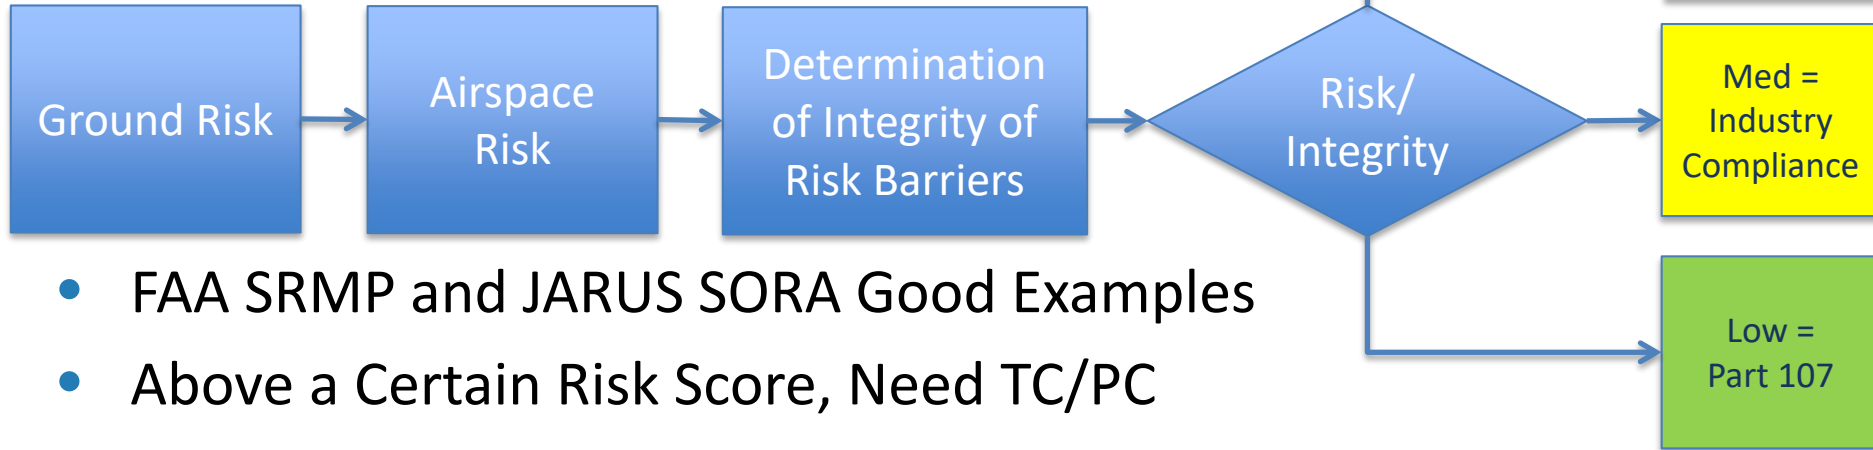 Ground Risk
Airspace
Risk
Determination
of Integrity of
Risk Barriers
Risk/
Integrity
Med =
Industry
Compliance
• FAA SRMP and JARUS SORA Good Examples
• Above a Certain Risk Score, Need TC/PC
Low =
Part 107